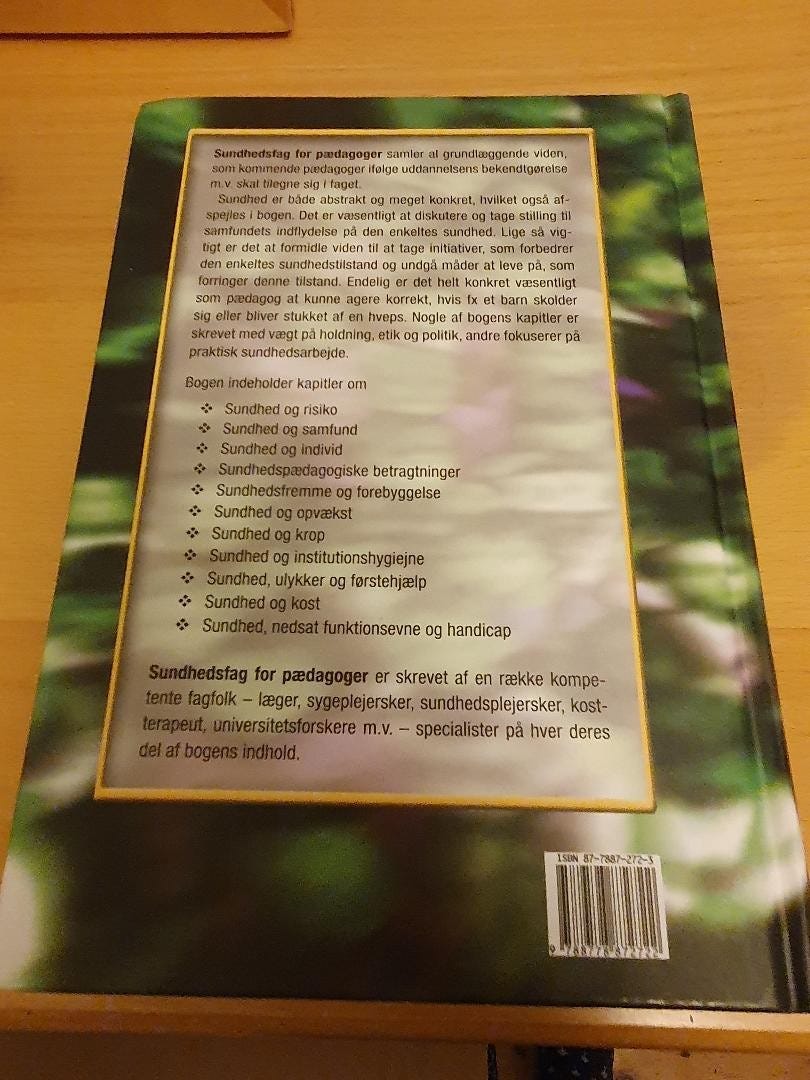 Sundhedsfag for pædagoger samler al grundlæggende viden,
som kommende pædagoger ifølge uddannelsens bekendtgørelse
m.v. skal tilegne sig i faget.
Sundhed er både abstrakt og meget konkret, hvilket også af-
spejles i bogen. Det er væsentligt at diskutere og tage stilling til
samfundets indflydelse på den enkeltes sundhed. Lige så vig-
tigt er det at formidle viden til at tage initiativer, som forbedrer
den enkeltes sundhedstilstand og undgå måder at leve på, som
forringer denne tilstand. Endelig er det helt konkret væsentligt
som pædagog at kunne agere korrekt, hvis fx et barn skolder
sig eller bliver stukket af en hveps. Nogle af bogens kapitler er
skrevet med vægt på holdning, etik og politik, andre fokuserer på
praktisk sundhedsarbejde.
Bogen indeholder kapitler om
❖ Sundhed og risiko
❖ Sundhed og samfund
❖ Sundhed og individ
❖ Sundhedspædagogiske betragtninger
❖ Sundhedsfremme og forebyggelse
❖ Sundhed og opvækst
❖ Sundhed og krop
❖ Sundhed og institutionshygiejne
❖ Sundhed, ulykker og førstehjælp
❖ Sundhed og kost
❖ Sundhed, nedsat funktionsevne og handicap
Sundhedsfag for pædagoger er skrevet af en række kompe-
tente fagfolk – læger, sygeplejersker, sundhedsplejersker, kost-
terapeut, universitetsforskere m.v. – specialister på hver deres
del af bogens indhold.
ISBN 87-7887-272-3
9 788778 872722